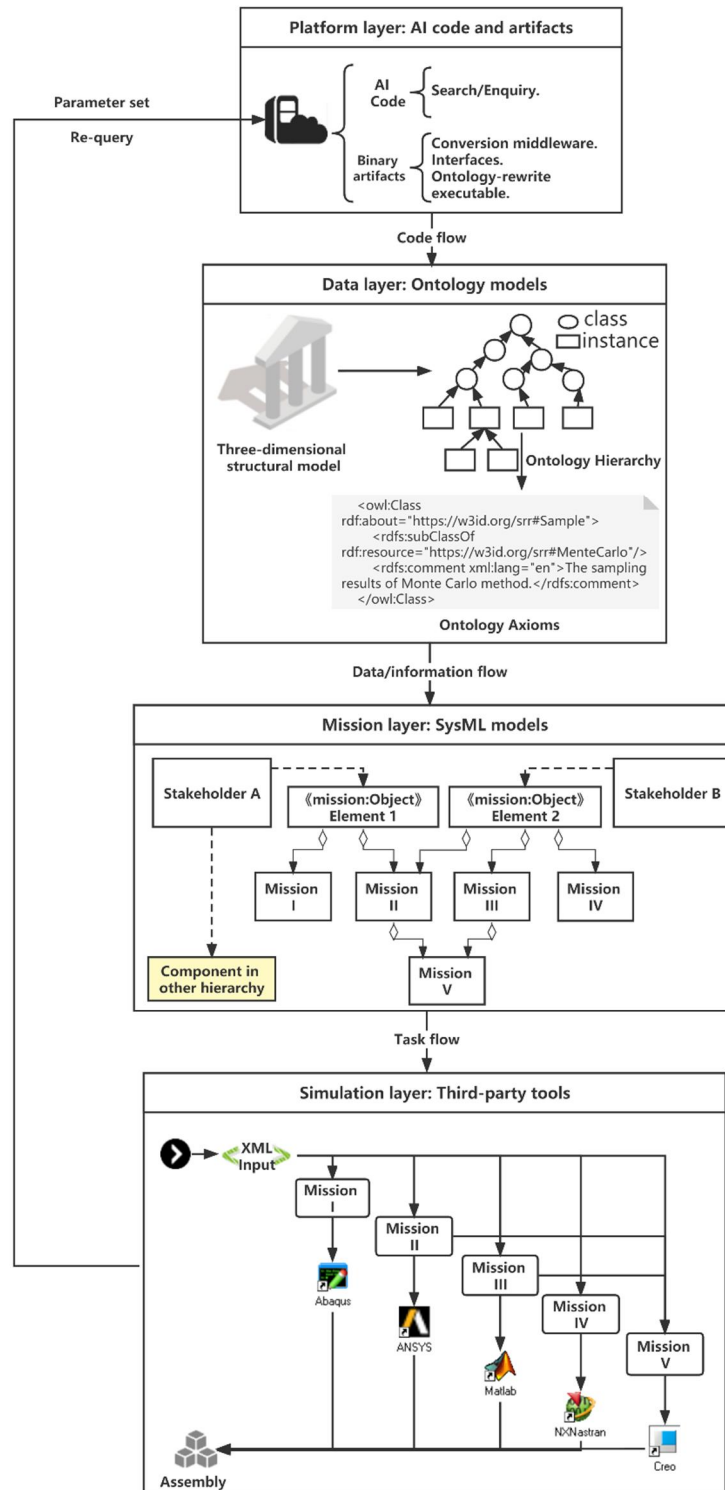 Platform layer: AI code and artifacts
Parameter set
Re-query
AI
Code
Search/Enquiry.
Binary
artifacts
Conversion middleware.
Interfaces.
Ontology-rewrite
executable.
Code flow
Data layer: Ontology models
class
instance
Three-dimensional
structural model
Ontology Hierarchy
<owl:Class
rdf:about="https://w3id.org/srr#Sample">
<rdfs:subClassOf
rdf:resource="https://w3id.org/srr#MenteCarlo"/>
<rdfs:comment xml:lang="en">The sampling
results of Monte Carlo method.</rdfs:comment>
</owl:Class>
Ontology Axioms
Data/information flow
Mission layer: SysML models
Stakeholder A
《mission:Object》
Element 1
《mission:Object》
Element 2
Stakeholder B
Mission
I
Mission
II
Mission
III
Mission
IV
Component in
other hierarchy
Mission
V
Task flow
Simulation layer: Third-party tools
XML
Input
Mission
I
Mission
II
Mission
III
Mission
IV
Mission
V
Abaqus
ANSYS
Matlab
NXNastran
Creo
Assembly